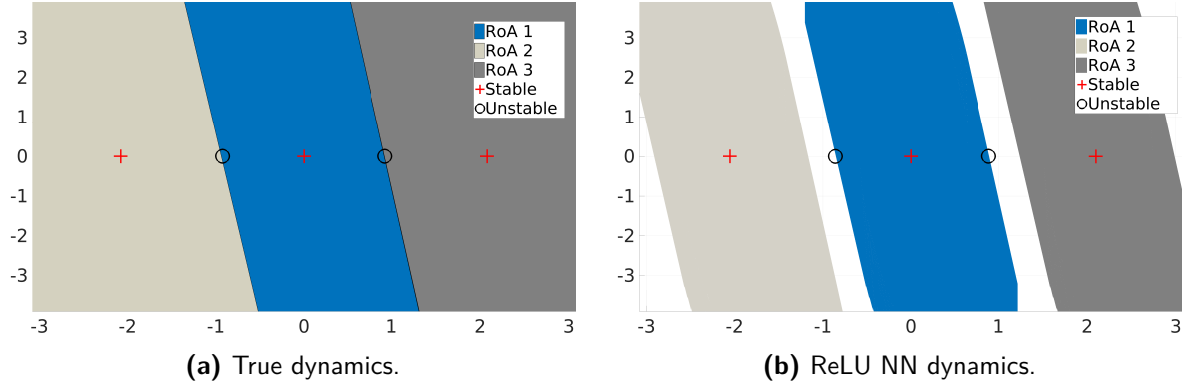 3
2
1
0
-1
-2
-3
-3 -2 -1 0 1 2 3
RoA 1
RoA 2
RoA 3
Stable
Unstable
(a) True dynamics.
3
2
1
0
-1
-2
-3
-3 -2 -1 0 1 2 3
RoA 1
RoA 2
RoA 3
Stable
Unstable
(b) ReLU NN dynamics.